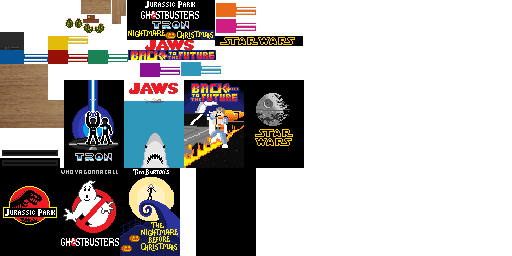 JURASSIC PARK
GHOSTBUSTERS
TRON
NIGHTMARE CHRISTMAS
STAR WARS
JAWS
BACK TO THE FUTURE
JAWS
BACK
TO THE
FUTURE
TRON
STAR
WARS
WHO YA GONNA CALL
TIM BURTON'S
JURASSIC PARK
GHOSTBUSTERS
THE
NIGHTMARE
BEFORE
CHRISTMAS